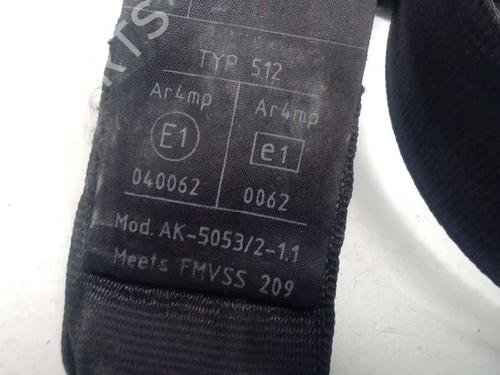 TYP 512
Ar4mp Ar4mp
E1 e1
040062 0062
Mod. AK-5053/2-1.1
Meets FMVSS 209